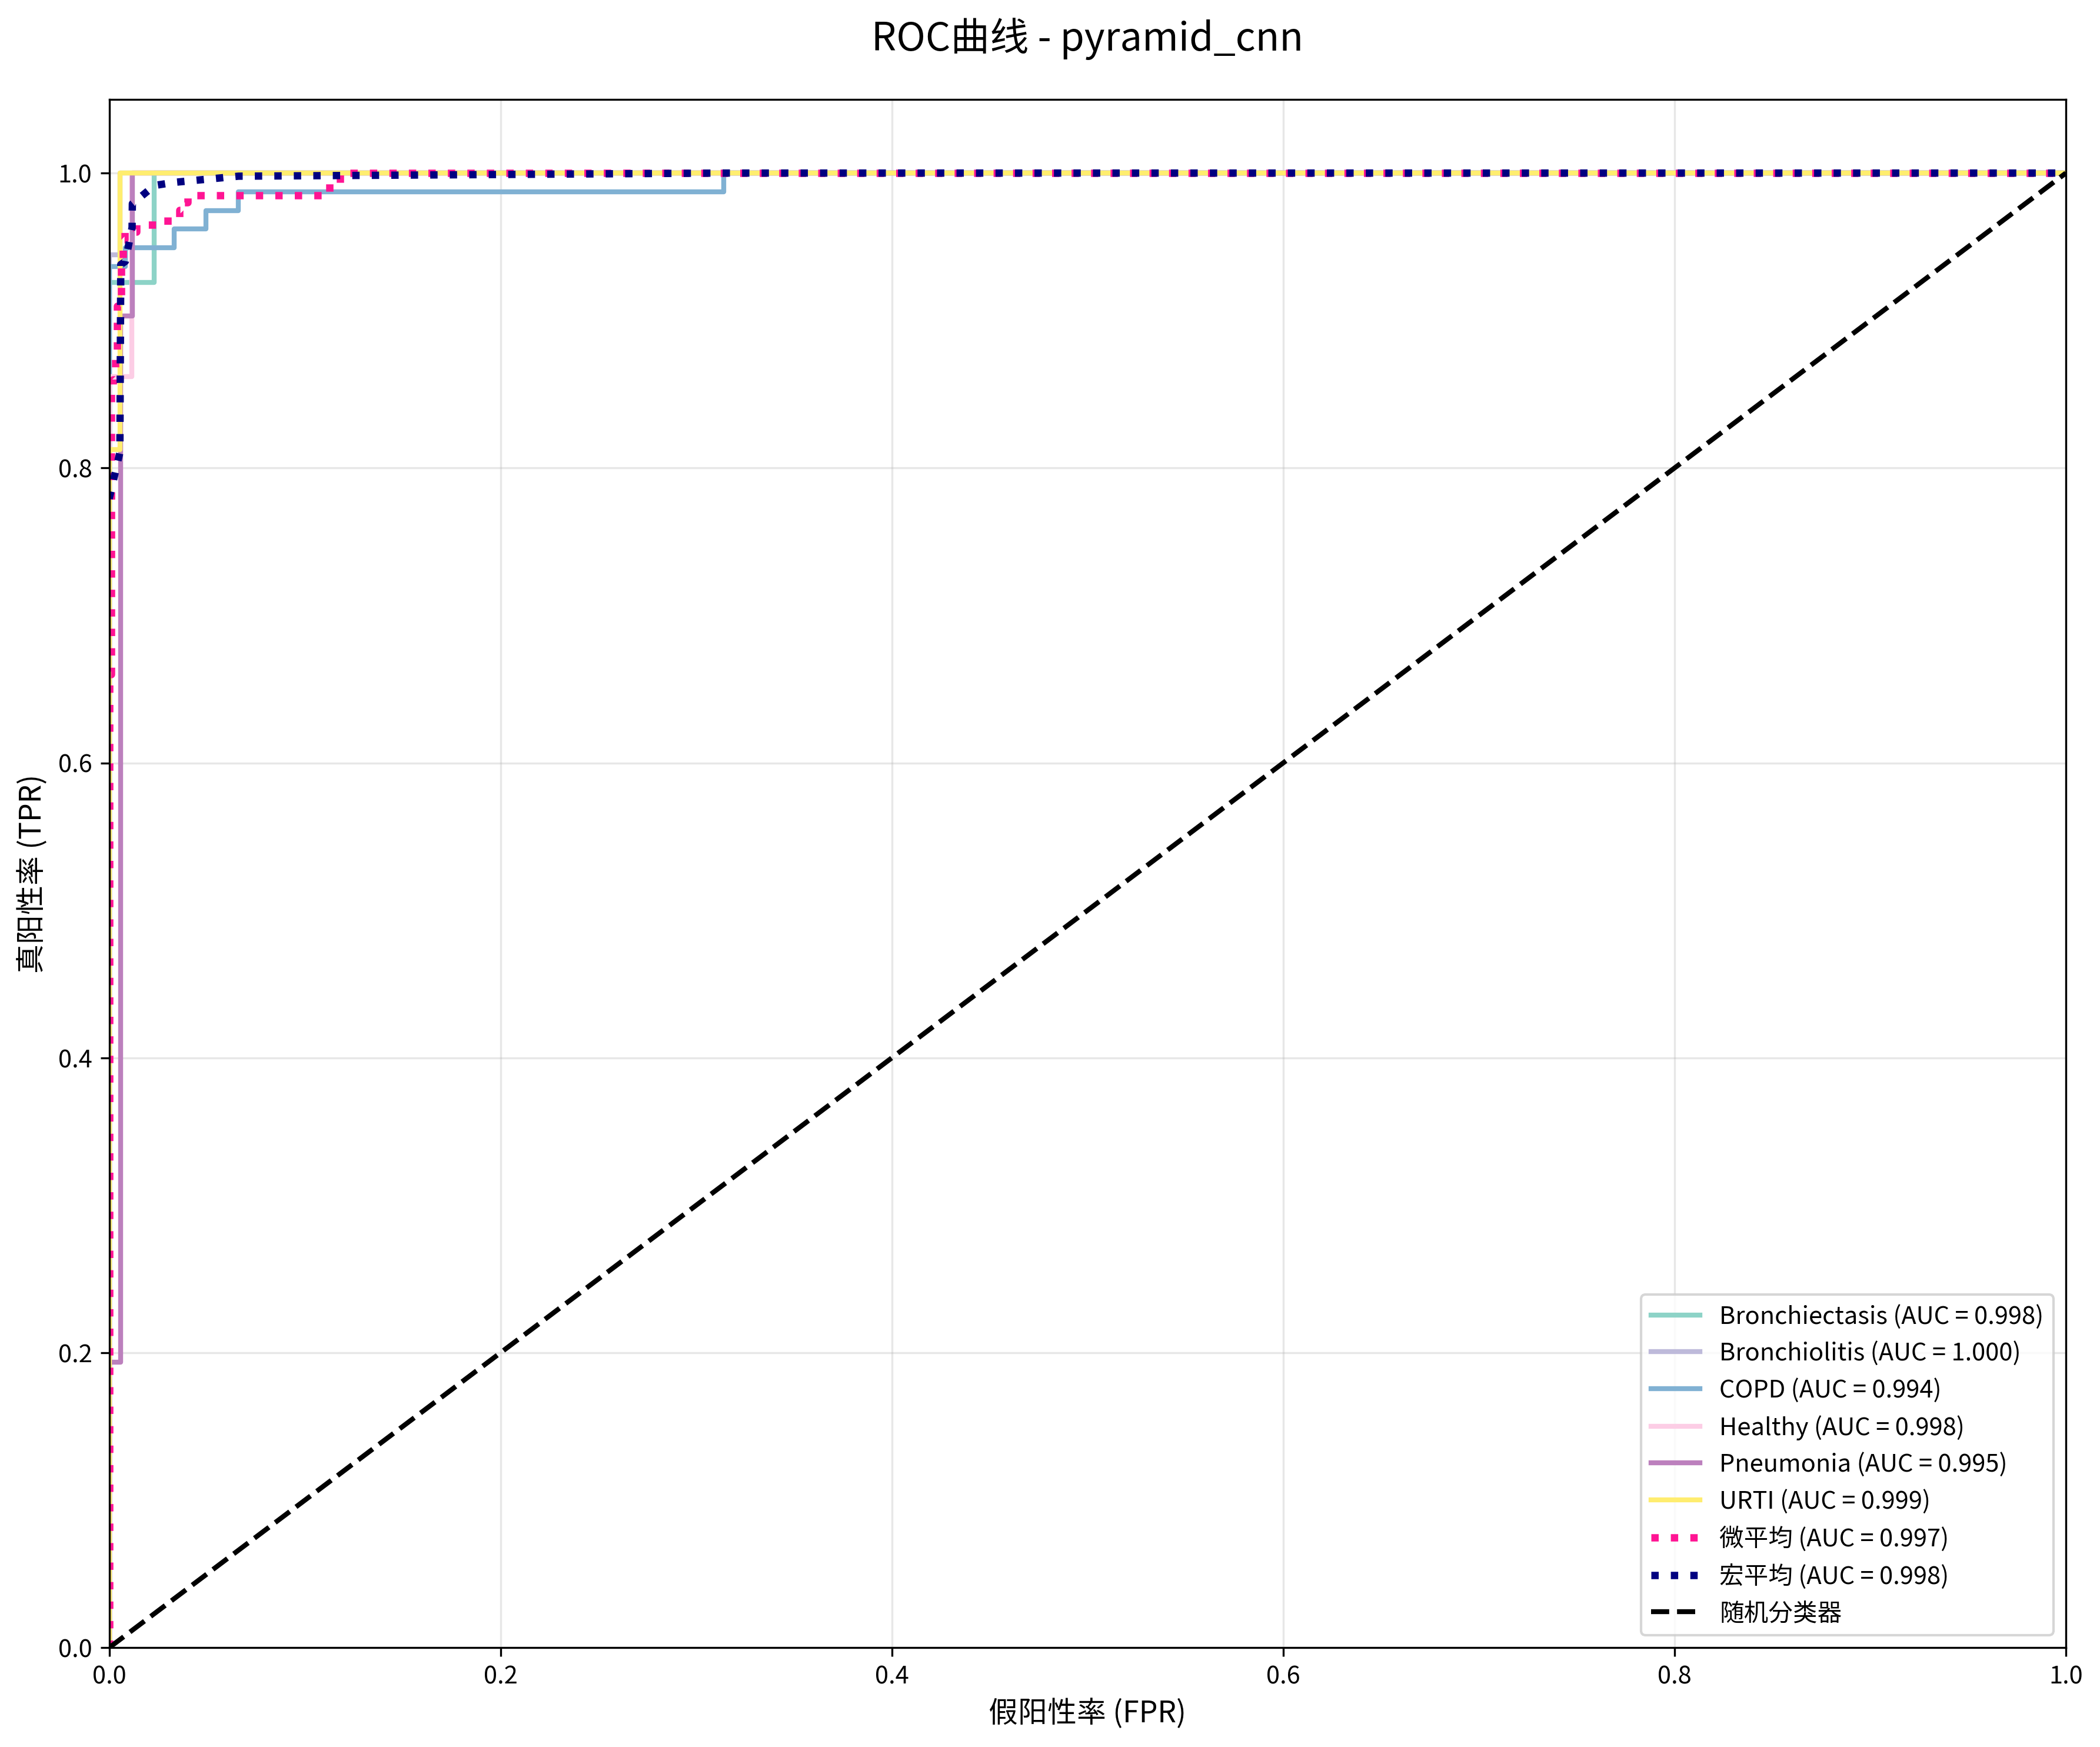 ROC曲线 - pyramid_cnn
真阳性率 (TPR)
1.0
0.8
0.6
0.4
0.2
0.0
0.0
0.2
0.4
0.6
0.8
1.0
假阳性率 (FPR)
Bronchiectasis (AUC = 0.998)
Bronchiolitis (AUC = 1.000)
COPD (AUC = 0.994)
Healthy (AUC = 0.998)
Pneumonia (AUC = 0.995)
URTI (AUC = 0.999)
微平均 (AUC = 0.997)
宏平均 (AUC = 0.998)
随机分类器